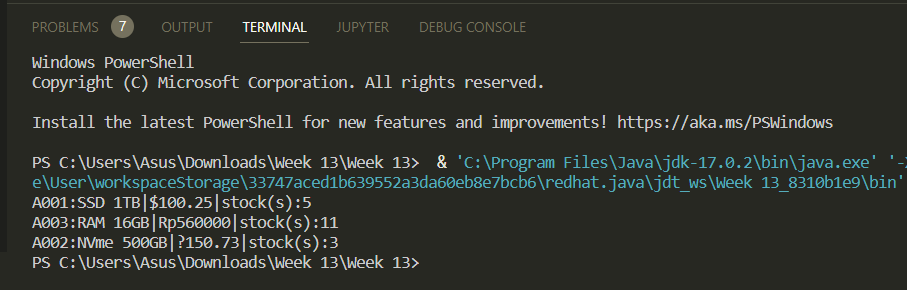 PROBLEMS 7 OUTPUT TERMINAL JUPYTER DEBUG CONSOLE
Windows PowerShell
Copyright (C) Microsoft Corporation. All rights reserved.
Install the latest PowerShell for new features and improvements! https://aka.ms/PSWindows
PS C:\Users\Asus\Downloads\Week 13\Week 13>  & 'C:\Program Files\Java\jdk-17.0.2\bin\java.exe' '-
e\User\workspaceStorage\33747aced1b639552a3da60eb8e7bcb6\redhat.java\jdt_ws\Week 13_8310b1e9\bin'
A001:SSD 1TB|$100.25|stock(s):5
A003:RAM 16GB|Rp560000|stock(s):11
A002:NVme 500GB|?150.73|stock(s):3
PS C:\Users\Asus\Downloads\Week 13\Week 13>